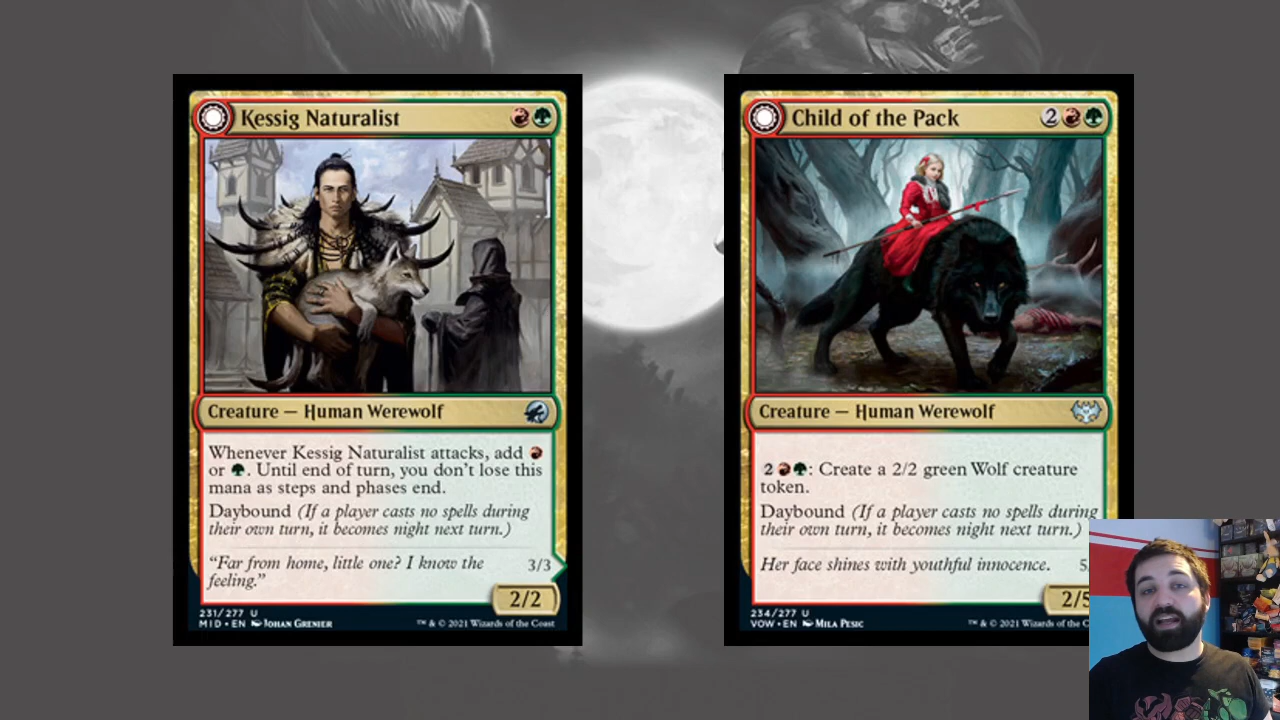 Kessig Naturalist
Creature — Human Werewolf
Whenever Kessig Naturalist attacks, add
or . Until end of turn, you don't lose this
mana as steps and phases end.
Daybound (If a player casts no spells during
their own turn, it becomes night next turn.)
"Far from home, little one? I know the
feeling."
3/3
2/2
231/277 U
MID • EN Johan Grenier
™ & © 2021 Wizards of the Coast
Child of the Pack
2
Creature — Human Werewolf
2 : Create a 2/2 green Wolf creature
token.
Daybound (If a player casts no spells during
their own turn, it becomes night next turn.)
Her face shines with youthful innocence.
5
2/5
234/277 U
VOW • EN Mila Pesic
™ & © 2021 Wizards of the C